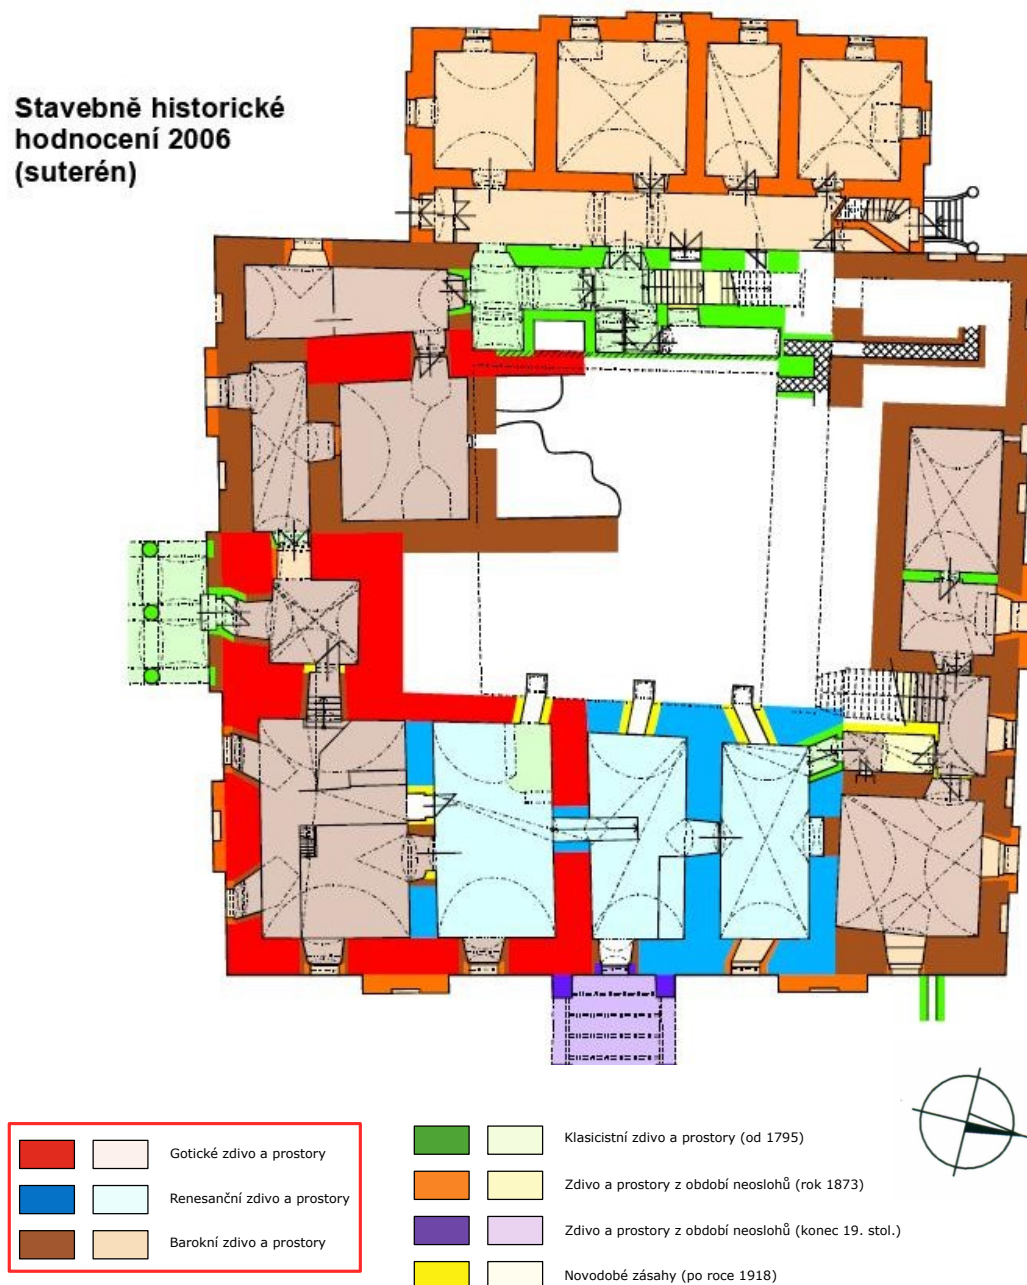 Stavebně historické
hodnocení 2006
(suterén)
Gotické zdivo a prostory
Renesanční zdivo a prostory
Barokní zdivo a prostory
Klasicistní zdivo a prostory (od 1795)
Zdivo a prostory z období neoslohů (rok 1873)
Zdivo a prostory z období neoslohů (konec 19. stol.)
Novodobé zásahy (po roce 1918)